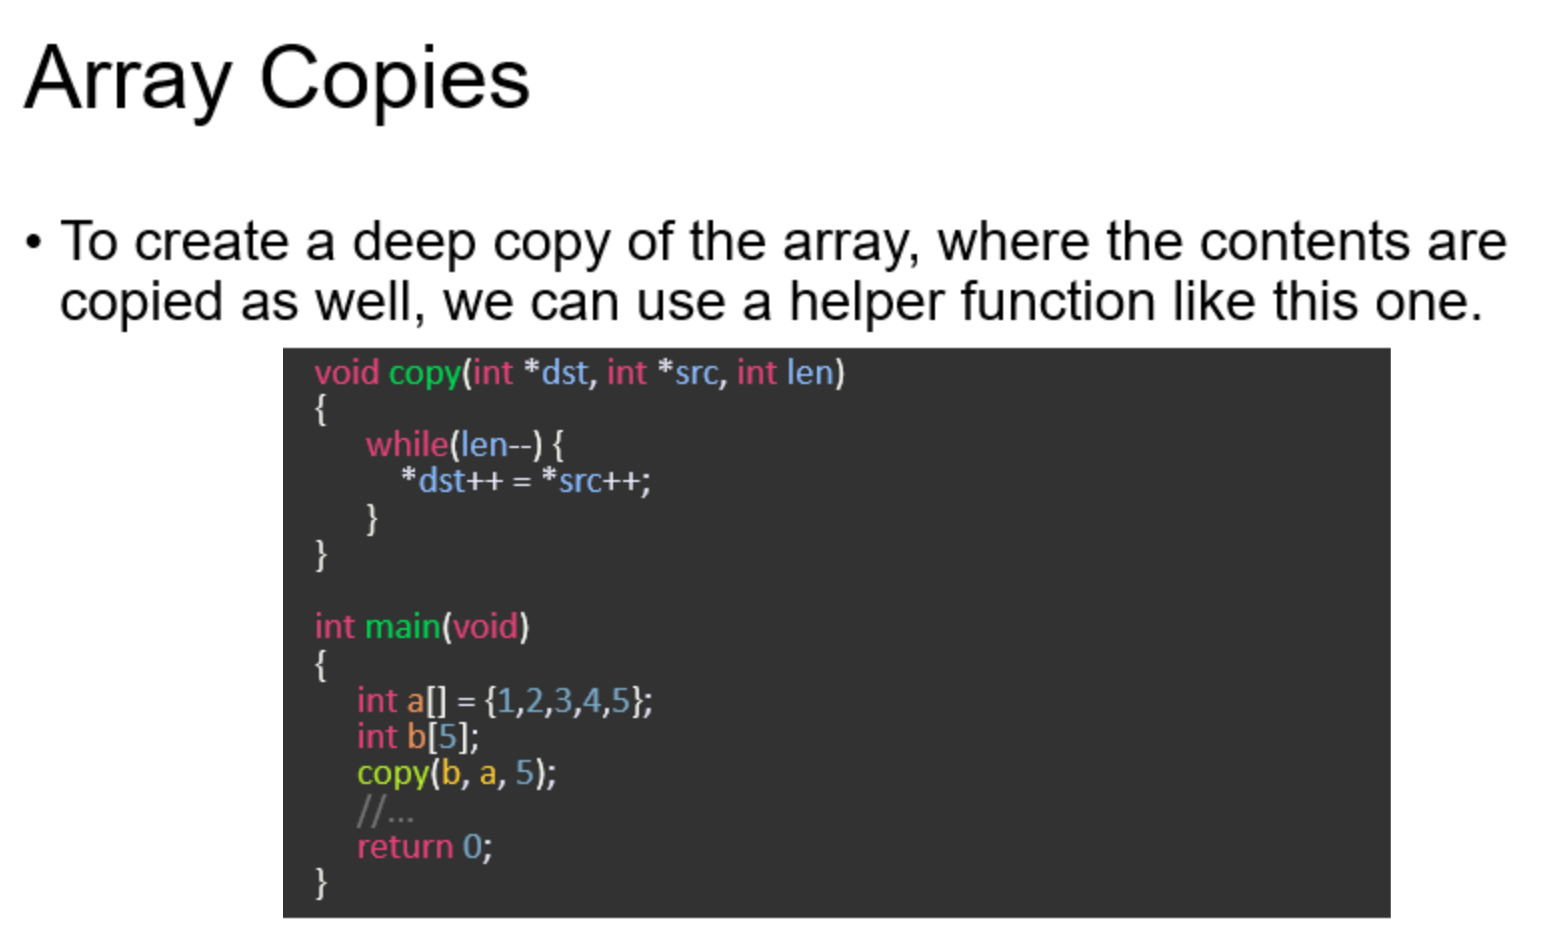 Array Copies
• To create a deep copy of the array, where the contents are
copied as well, we can use a helper function like this one.
void copy(int *dst, int *src, int len)
{
while(len--) {
*dst++ = *src++;
}
}
int main(void)
{
int a[] = {1,2,3,4,5};
int b[5];
copy(b, a, 5);
//...
return 0;
}